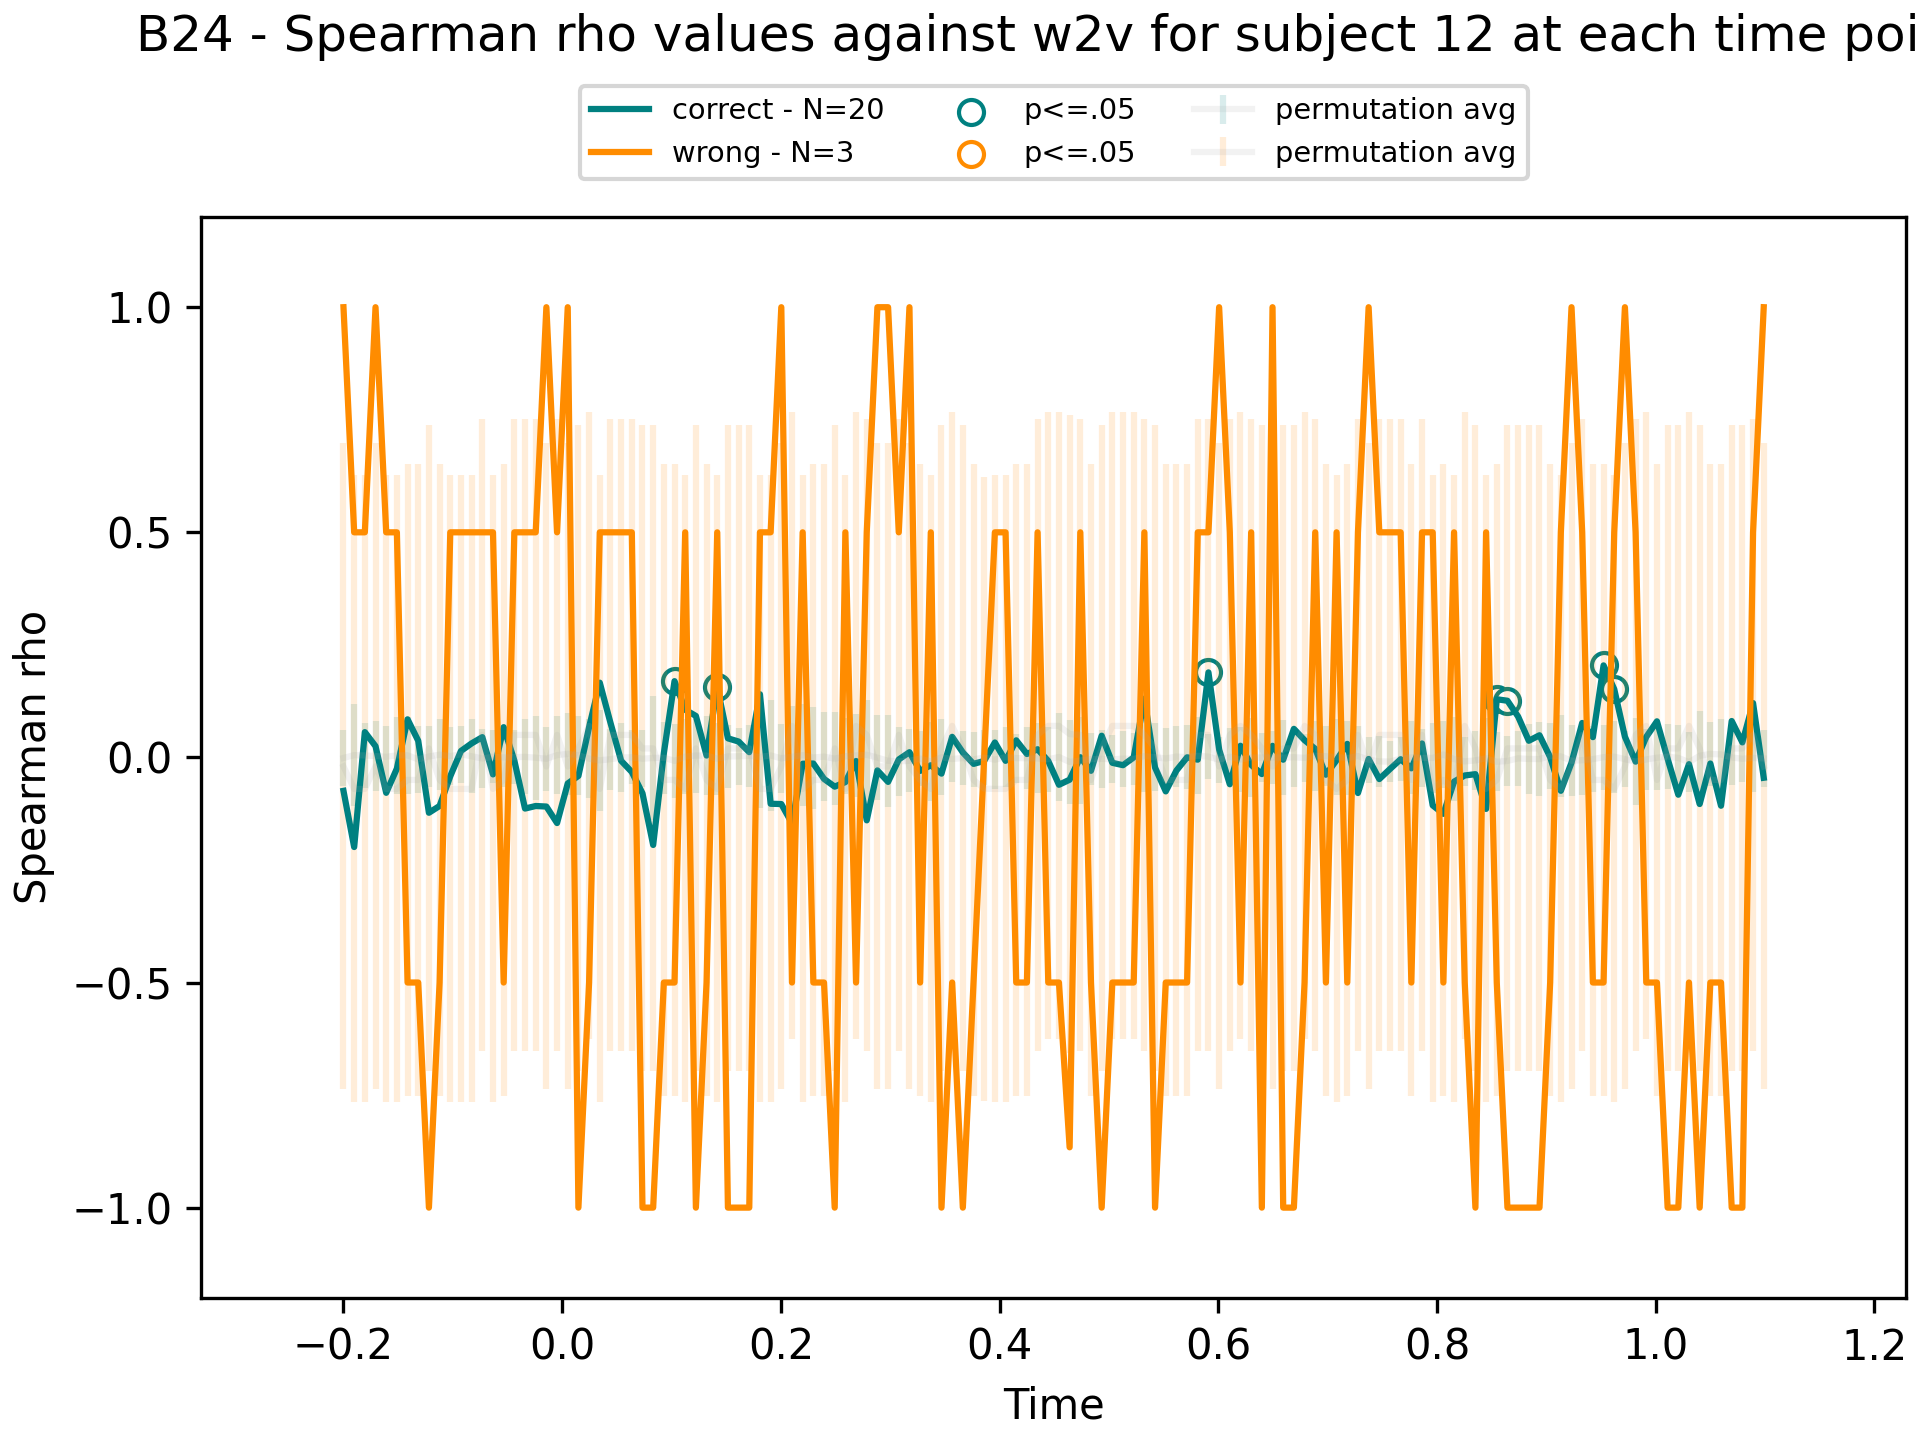 B24 - Spearman rho values against w2v for subject 12 at each time poi
correct - N=20 p<=.05 permutation avg
wrong - N=3 p<=.05 permutation avg
1.0
0.5
0.0
−0.5
−1.0
Spearman rho
−0.2 0.0 0.2 0.4 0.6 0.8 1.0 1.2
Time